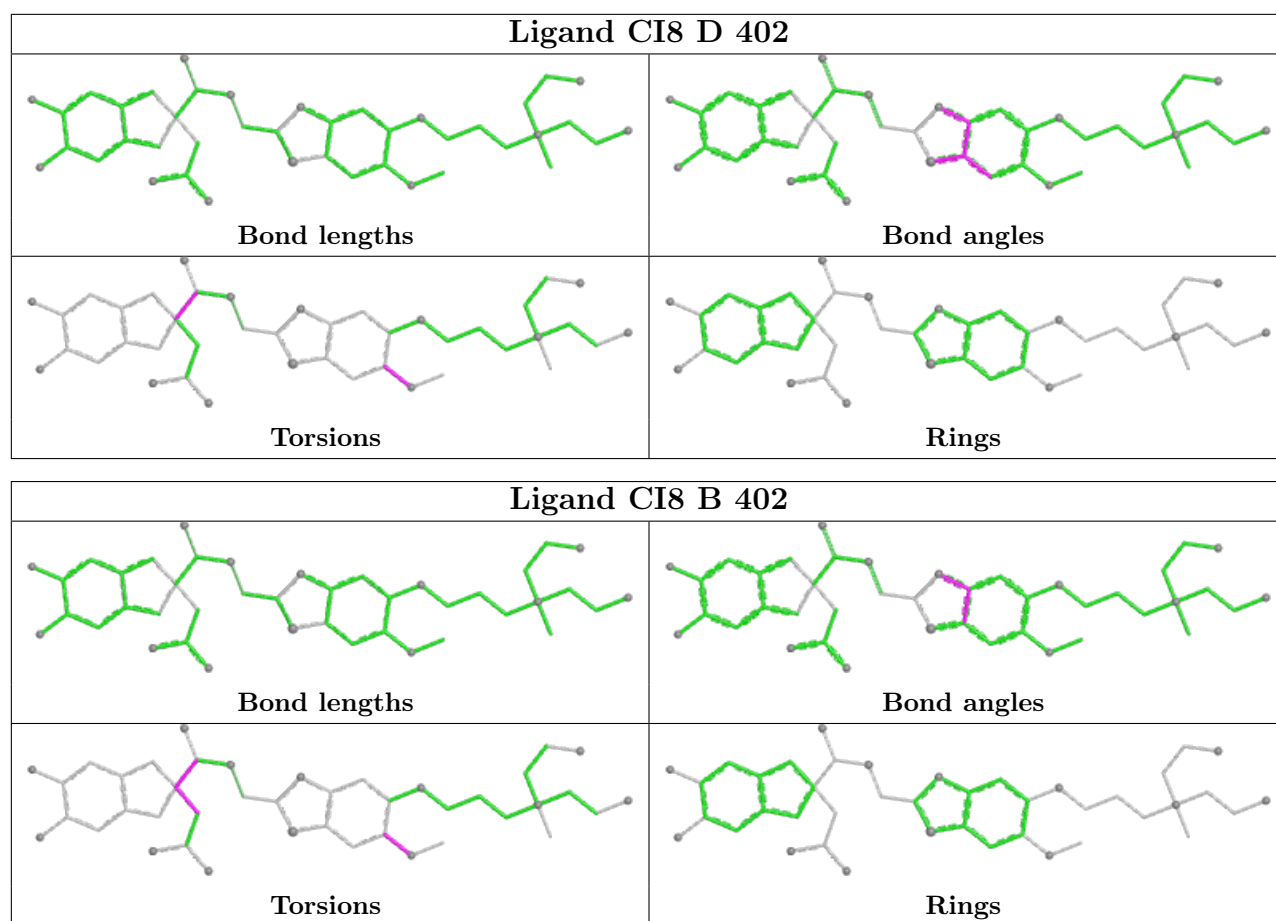 Ligand CI8 D 402
Bond lengths Bond angles
Torsions Rings
Ligand CI8 B 402
Bond lengths Bond angles
Torsions Rings